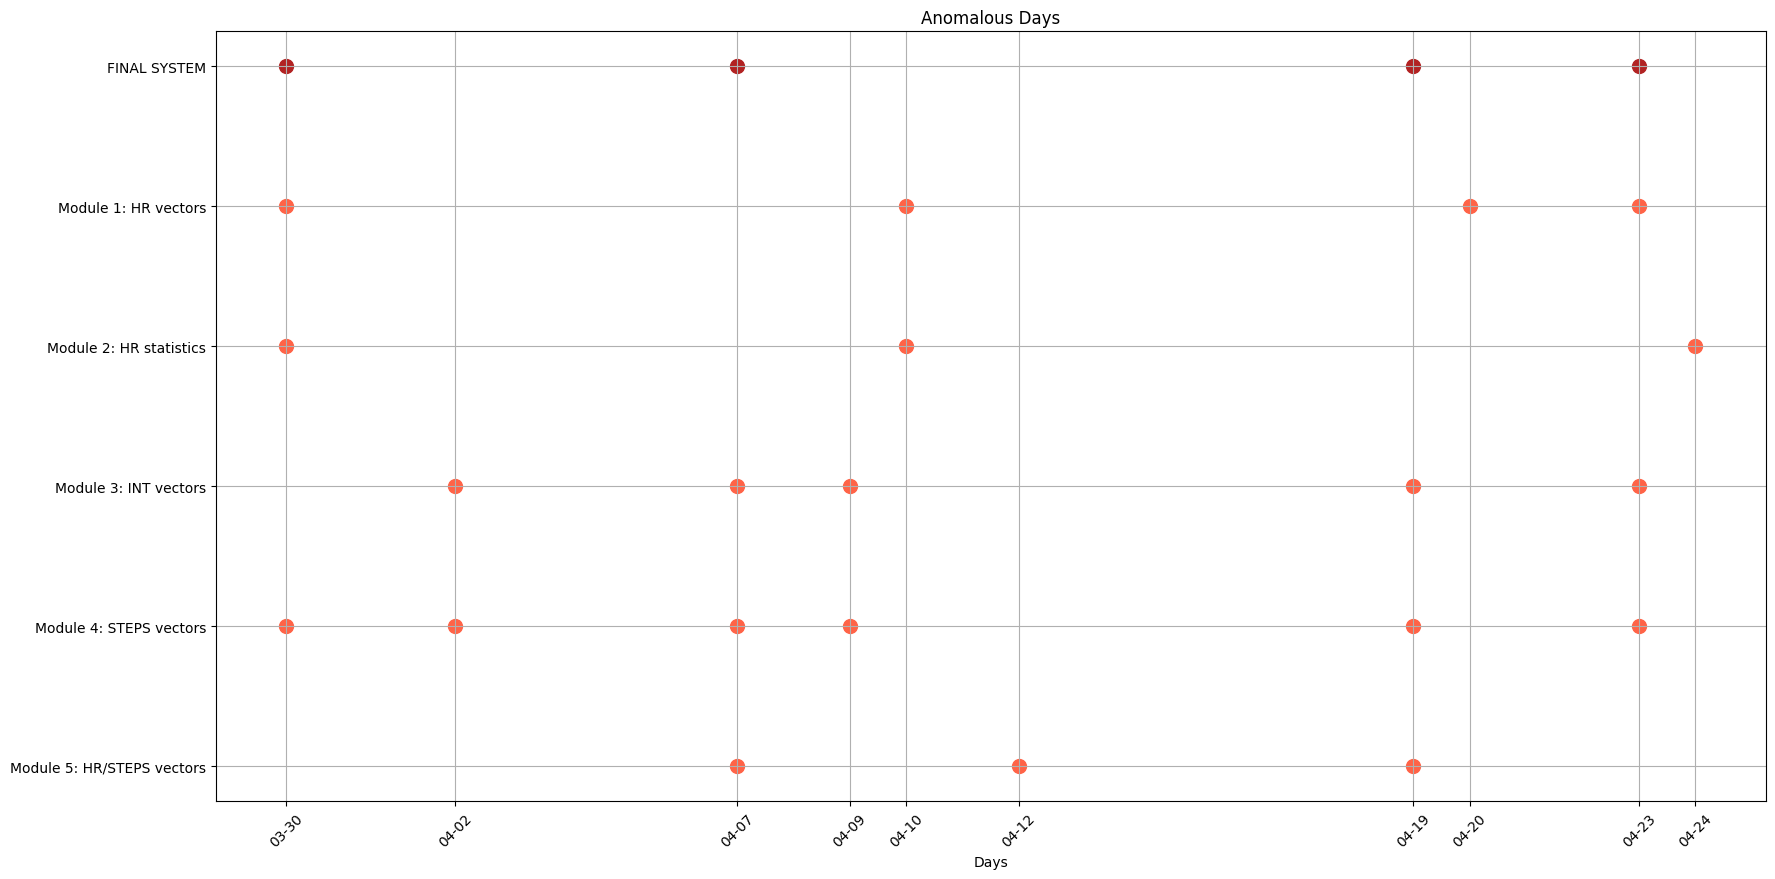 Anomalous Days
FINAL SYSTEM
Module 1: HR vectors
Module 2: HR statistics
Module 3: INT vectors
Module 4: STEPS vectors
Module 5: HR/STEPS vectors
03-30 04-02 04-07 04-09 04-10 04-12 04-19 04-20 04-23 04-24
Days